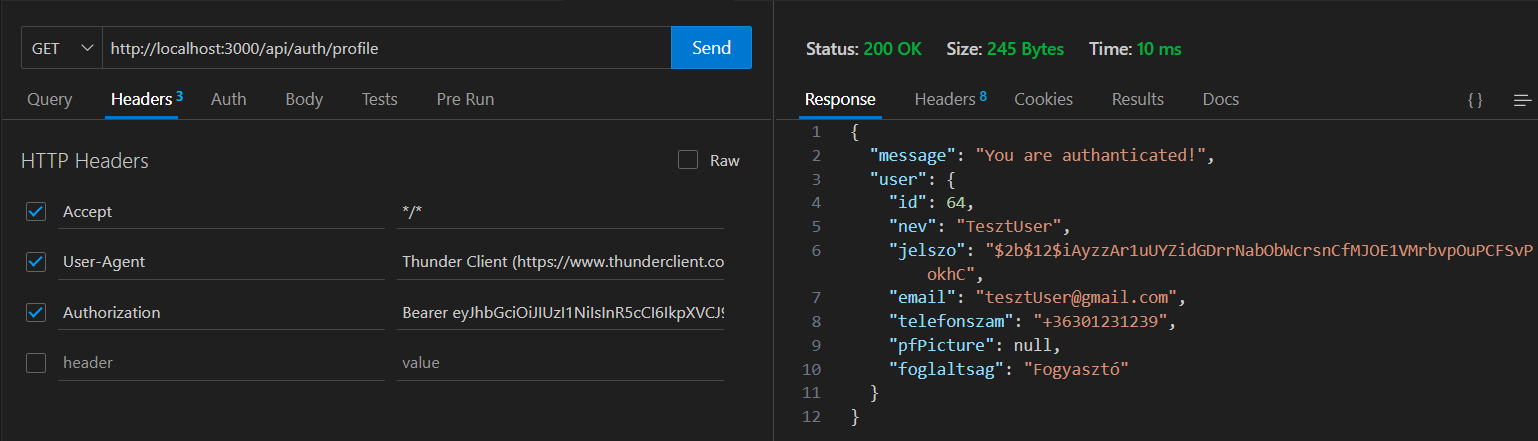 GET http://localhost:3000/api/auth/profile Send
Query Headers 3 Auth Body Tests Pre Run
HTTP Headers Raw
Accept */*
User-Agent Thunder Client (https://www.thunderclient.co
Authorization Bearer eyJhbGciOiJIUzI1NiIsInR5cCI6IkpXVCJ9
header value
Status: 200 OK Size: 245 Bytes Time: 10 ms
Response Headers 8 Cookies Results Docs { }
1 {
2 "message": "You are authanticated!",
3 "user": {
4 "id": 64,
5 "nev": "TesztUser",
6 "jelszo": "$2b$12$iAyzzAr1uUYZidGDrrNabObWcrsnCfMJOE1VMrbvpOuPCFSvP
okhC",
7 "email": "tesztUser@gmail.com",
8 "telefonszam": "+36301231239",
9 "pfPicture": null,
10 "foglaltsag": "Fogyasztó"
11 }
12 }